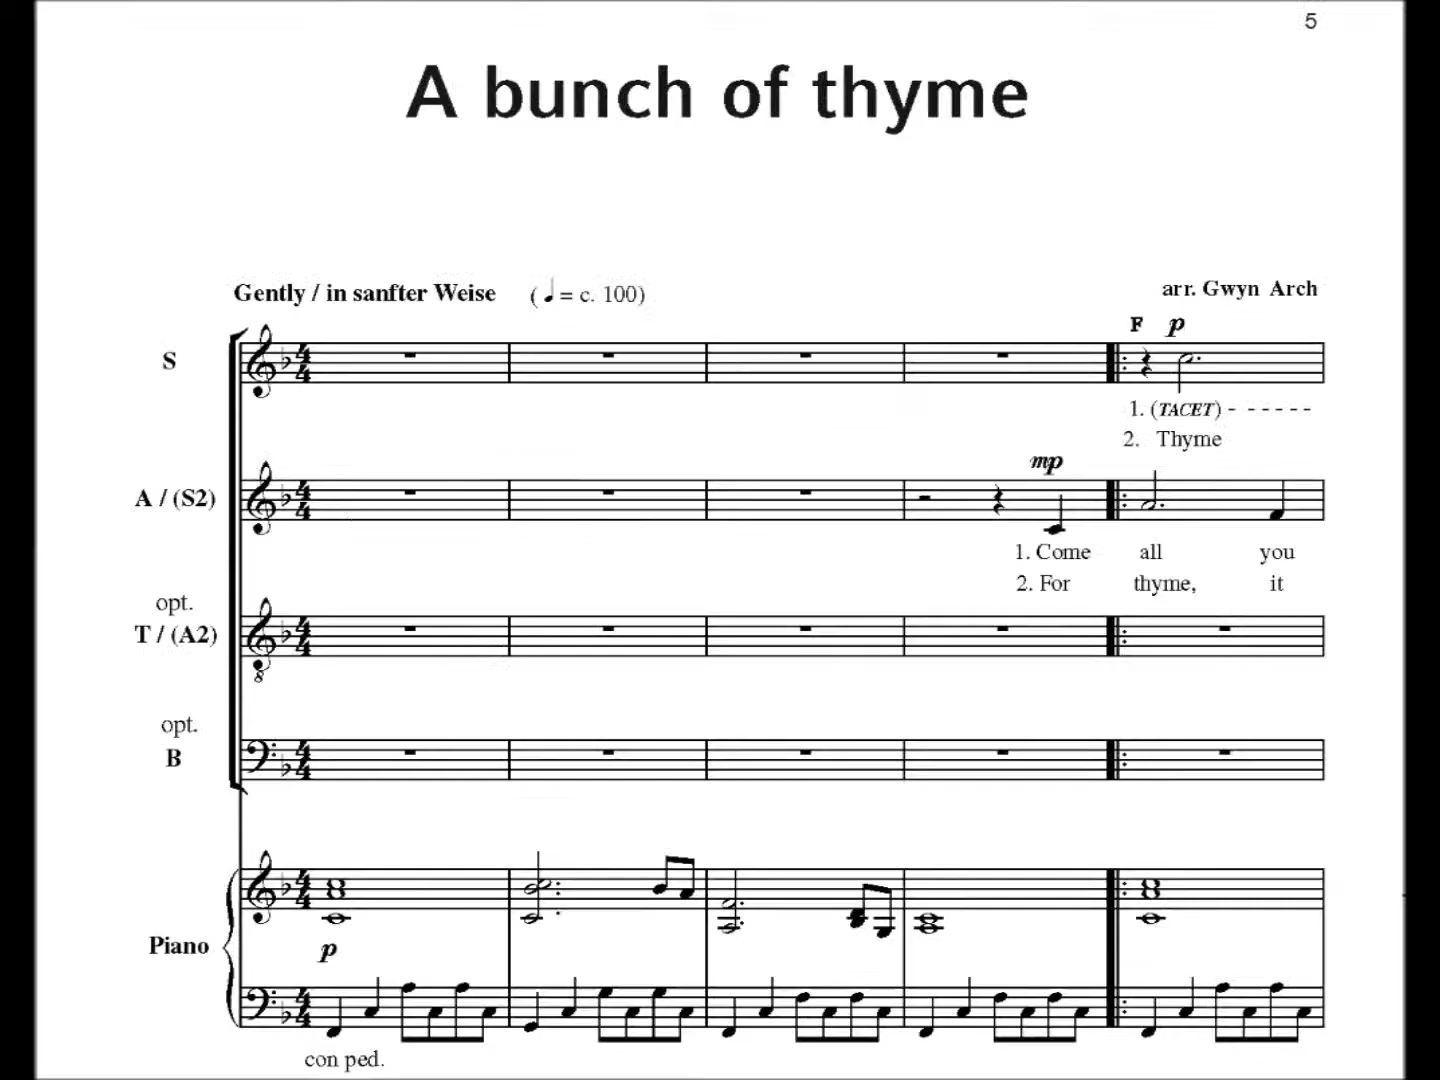 5
A bunch of thyme
Gently / in sanfter Weise ( ♩ = c. 100)
arr. Gwyn Arch
F p
S
1. (TACET) - - - - - -
2. Thyme
mp
A / (S2)
1. Come all you
2. For thyme, it
opt.
T / (A2)
8
opt.
B
Piano
p
con ped.